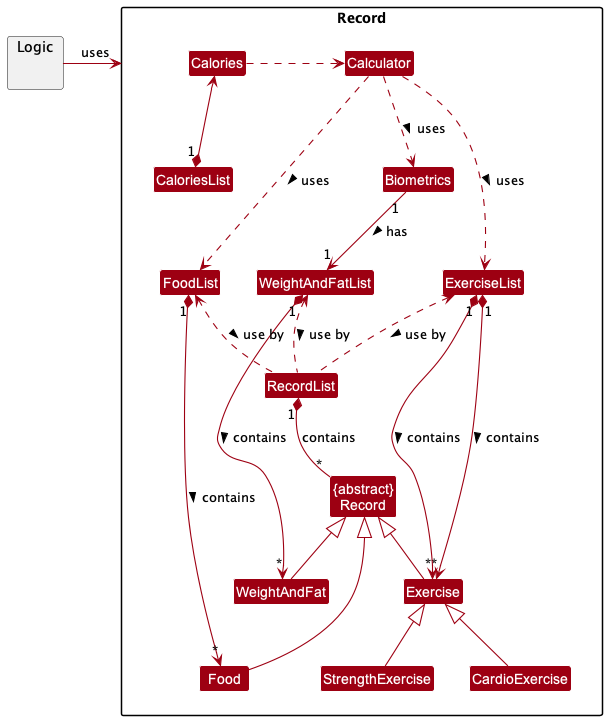 Record
Logic
uses
Calories
Calculator
uses
1
CaloriesList
Biometrics
uses
uses
1
has
1
FoodList
WeightAndFatList
ExerciseList
1
1
1
1
use by
use by
use by
RecordList
1
contains
contains
contains
contains
*
{abstract}
Record
contains
*
*
*
WeightAndFat
Exercise
*
Food
StrengthExercise
CardioExercise